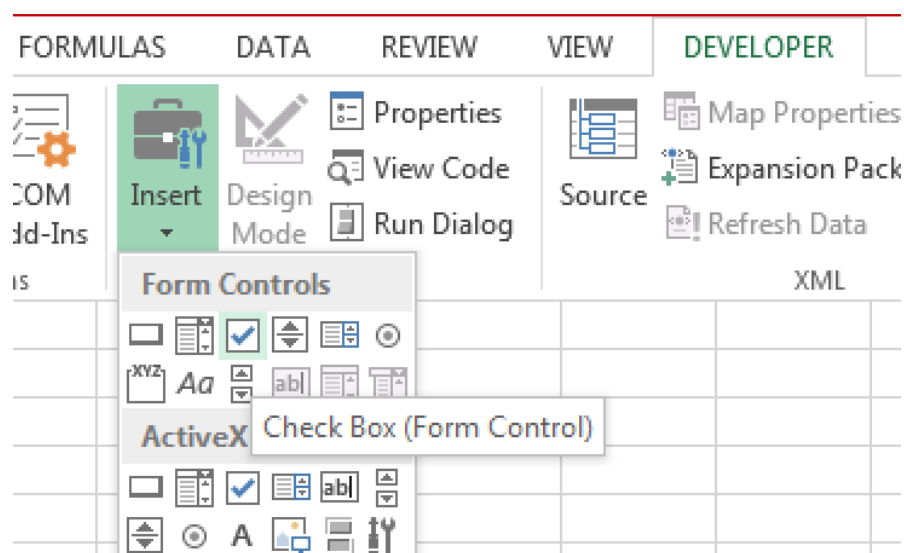 FORMULAS DATA REVIEW VIEW DEVELOPER
Properties
View Code
Run Dialog
COM
dd-Ins
Insert
Design
Mode
Source
Map Properties
Expansion Pack
Refresh Data
XML
Form Controls
XYZ
Aa
ab
Check Box (Form Control)
ActiveX
ab
A